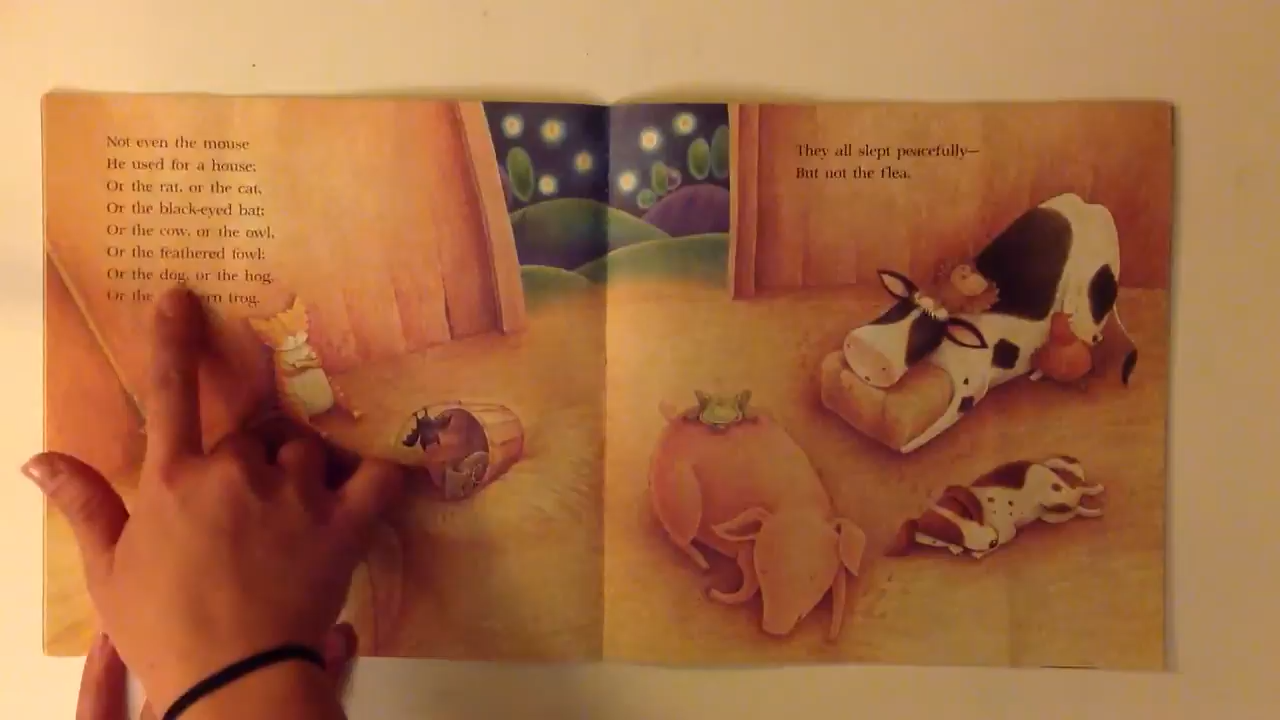 Not even the mouse
He used for a house;
Or the rat, or the cat,
Or the black-eyed bat;
Or the cow, or the owl,
Or the feathered fowl;
Or the dog, or the hog,
Or the frog.
They all slept peacefully—
But not the flea.